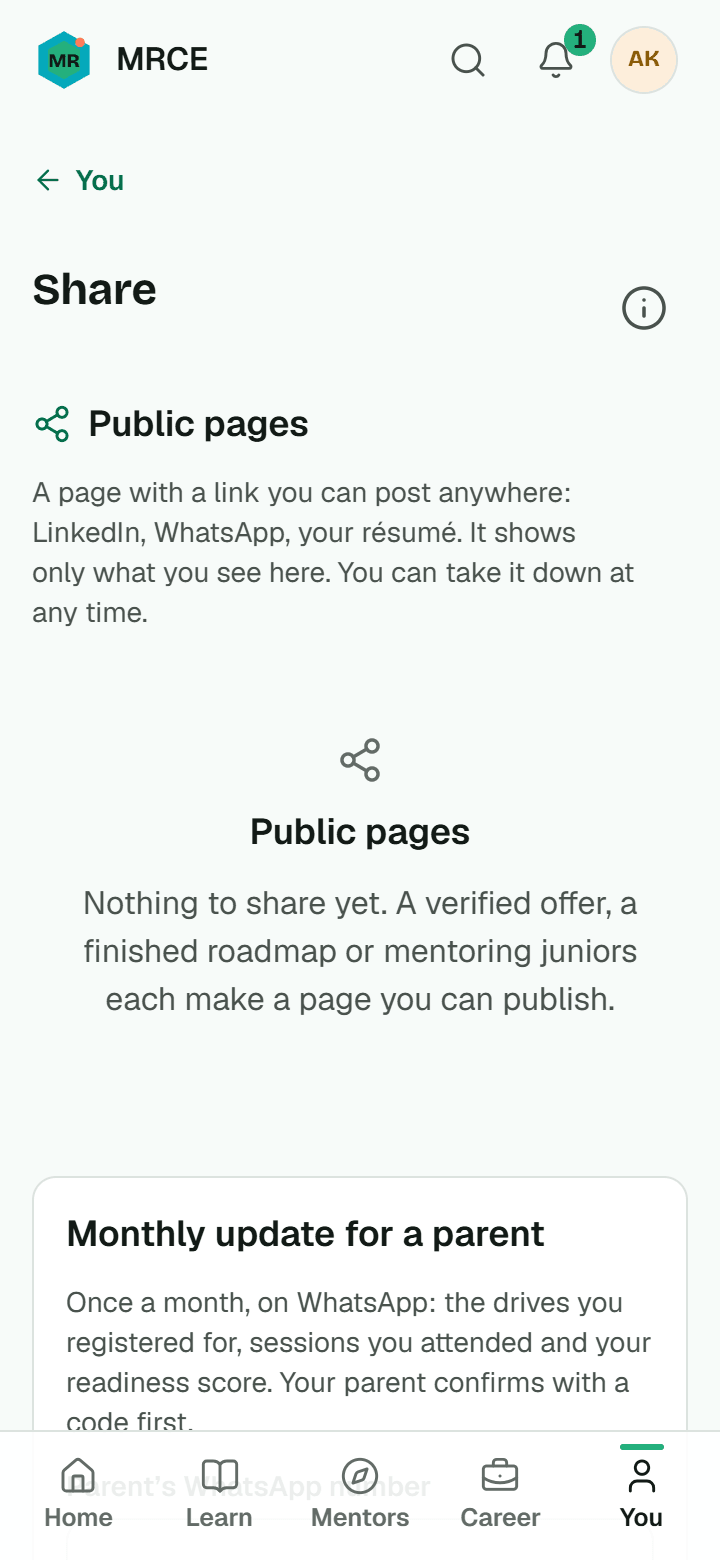 MR
MRCE
1
AK
You
Share
Public pages
A page with a link you can post anywhere:
LinkedIn, WhatsApp, your résumé. It shows
only what you see here. You can take it down at
any time.
Public pages
Nothing to share yet. A verified offer, a
finished roadmap or mentoring juniors
each make a page you can publish.
Monthly update for a parent
Once a month, on WhatsApp: the drives you
registered for, sessions you attended and your
readiness score. Your parent confirms with a
code first.
Parent's WhatsApp number
Home
Learn
Mentors
Career
You